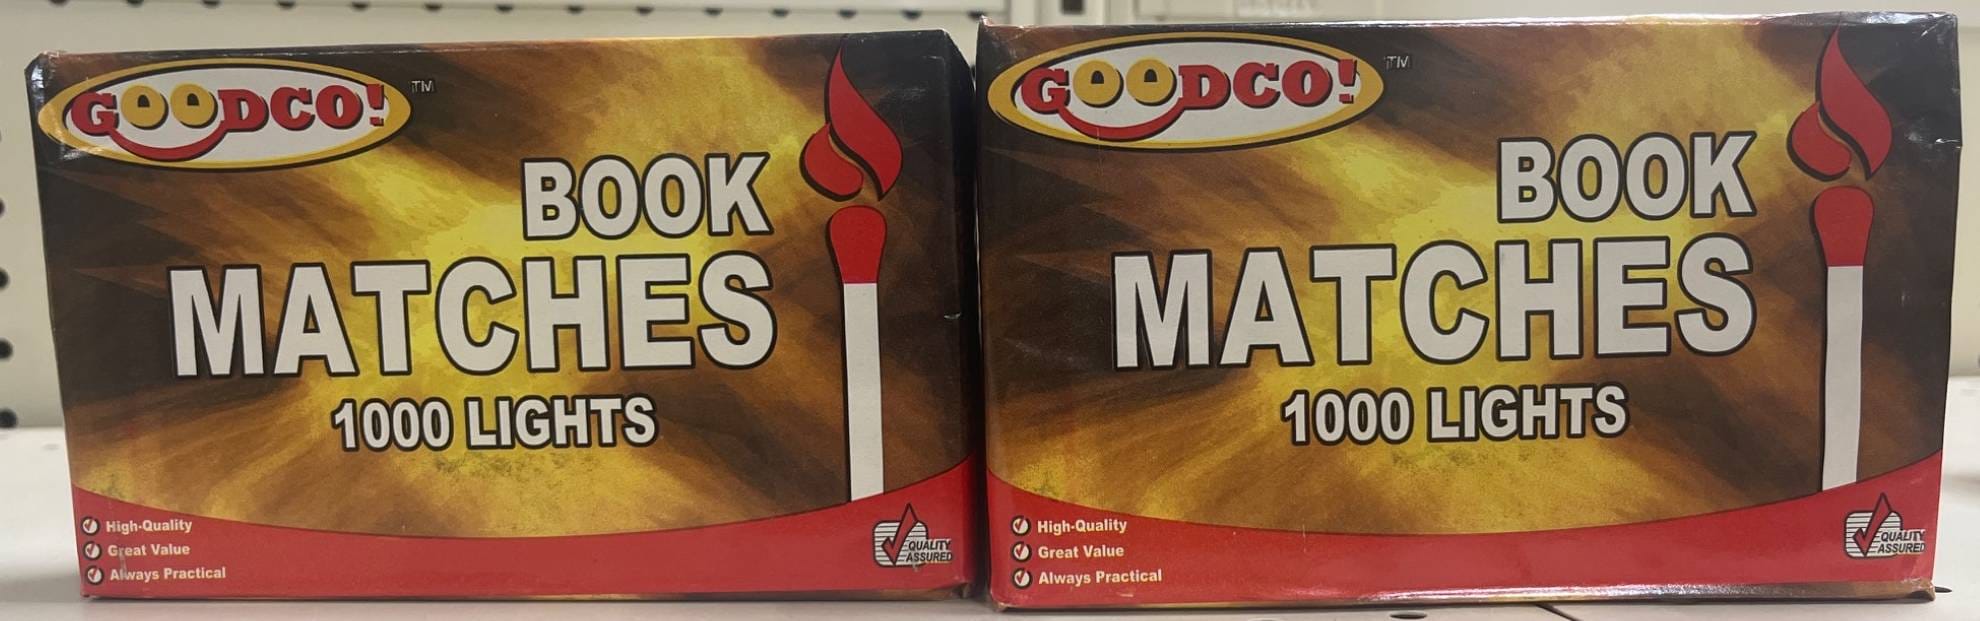 GOODCO! TM
BOOK
MATCHES
1000 LIGHTS
High-Quality
Great Value
Always Practical
QUALITY
ASSURED
GOODCO! TM
BOOK
MATCHES
1000 LIGHTS
High-Quality
Great Value
Always Practical
QUALITY
ASSURED